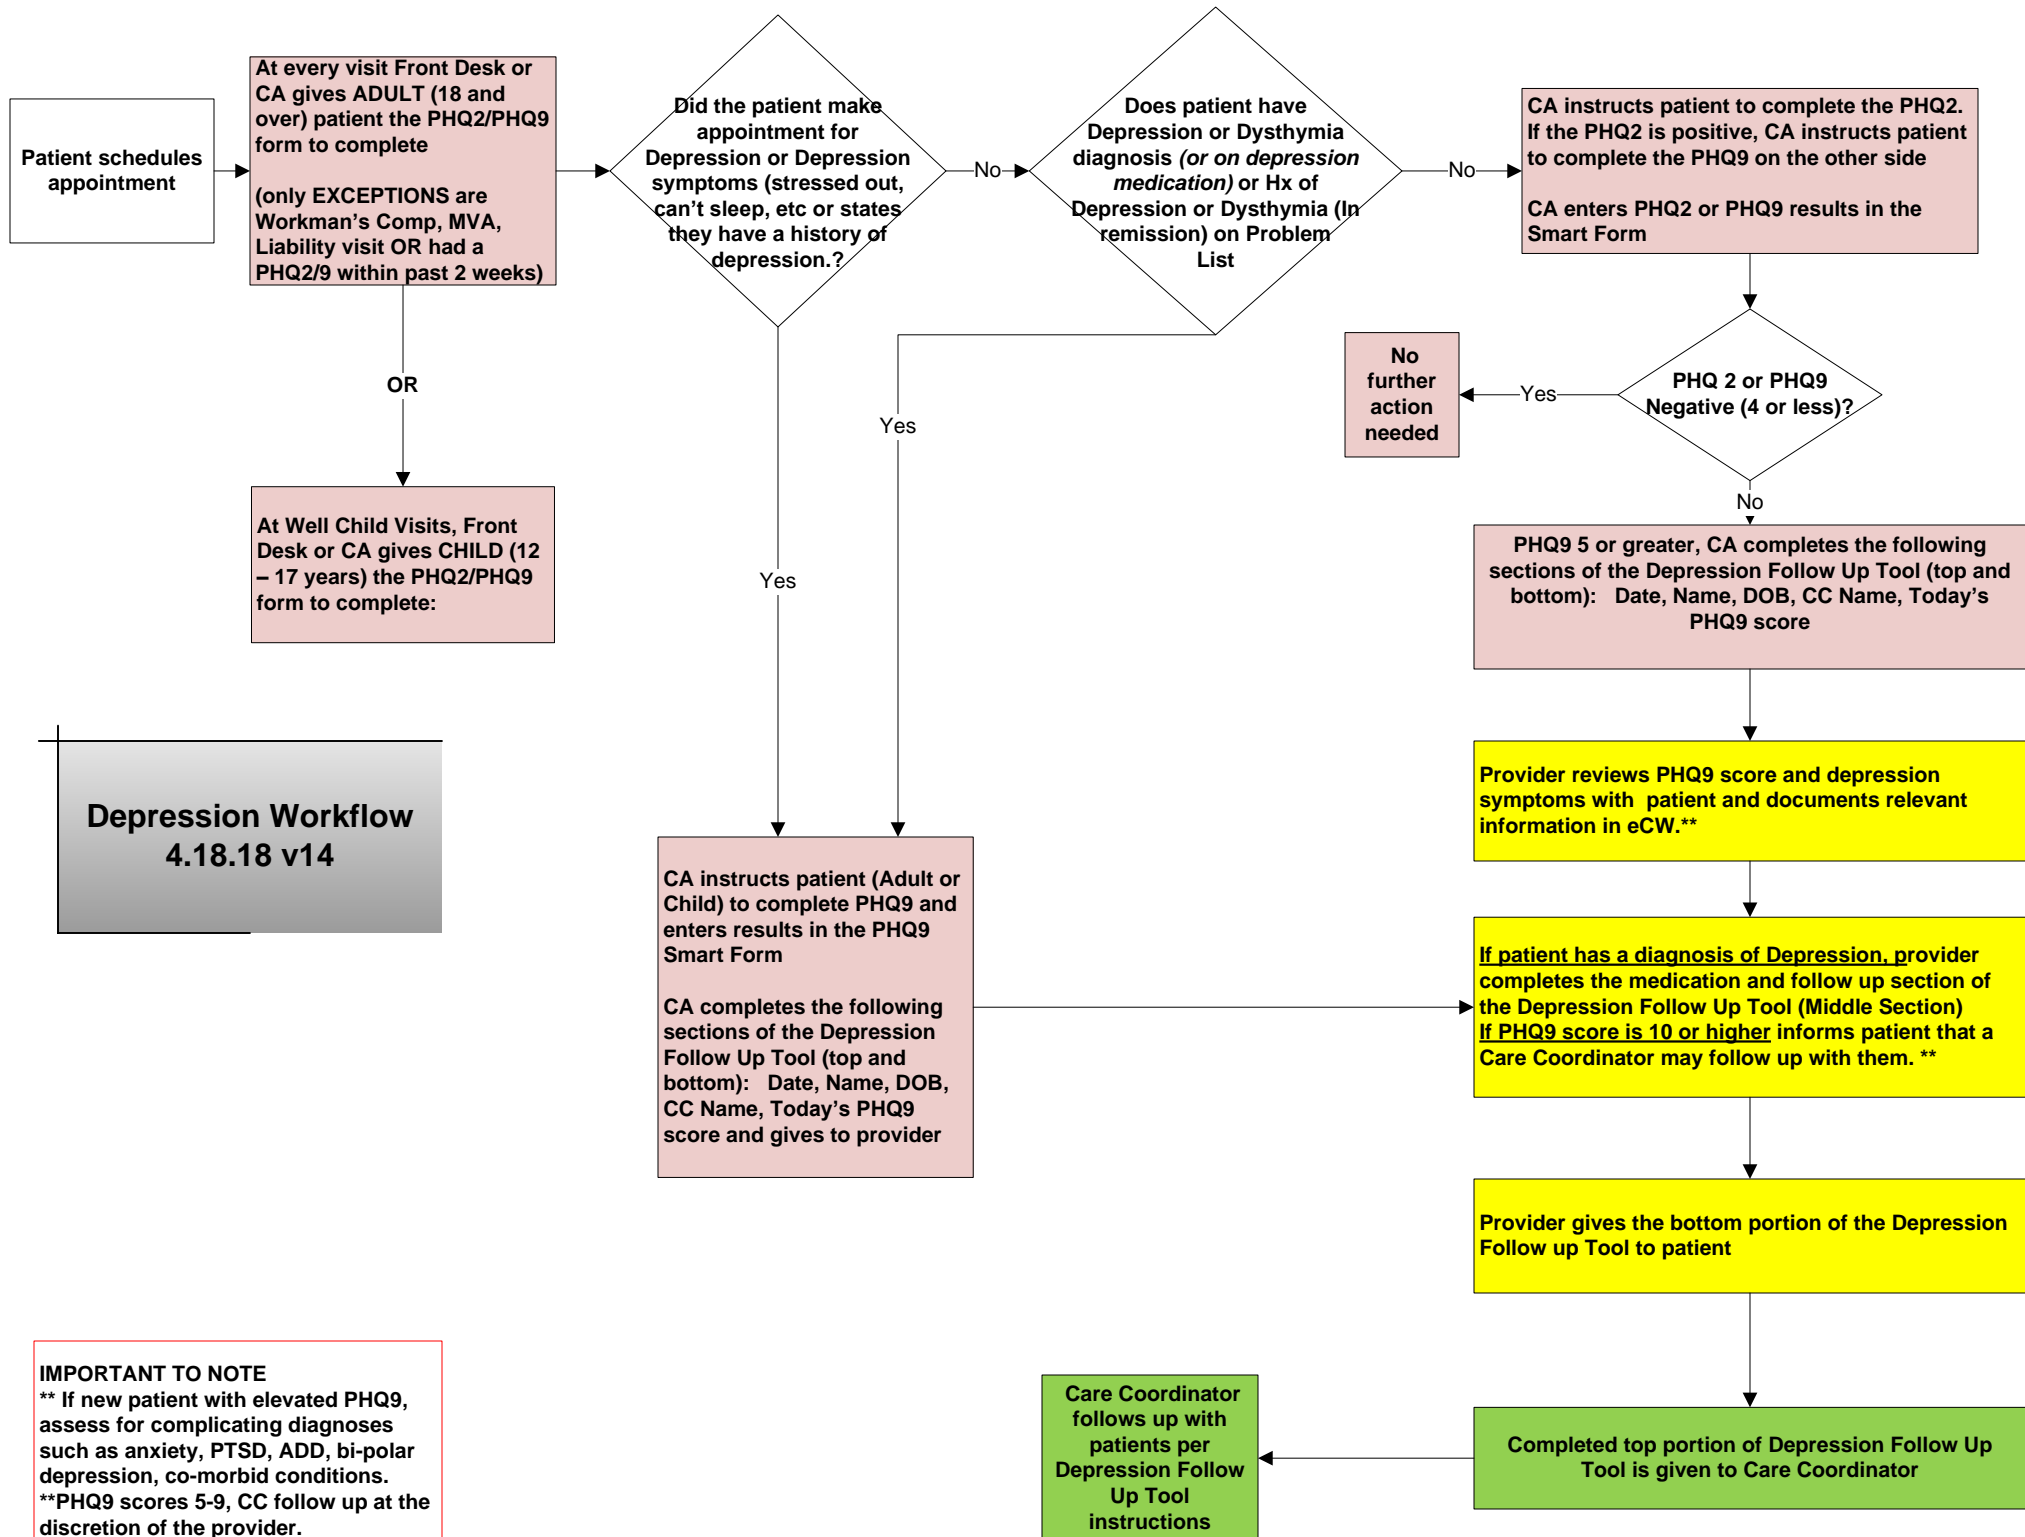 Patient schedules
appointment
At every visit Front Desk or
CA gives ADULT (18 and
over) patient the PHQ2/PHQ9
form to complete
(only EXCEPTIONS are
Workman's Comp, MVA,
Liability visit OR had a
PHQ2/9 within past 2 weeks)
OR
At Well Child Visits, Front
Desk or CA gives CHILD (12
– 17 years) the PHQ2/PHQ9
form to complete:
Did the patient make
appointment for
Depression or Depression
symptoms (stressed out,
can't sleep, etc or states
they have a history of
depression.?
No
Yes
Does patient have
Depression or Dysthymia
diagnosis (or on depression
medication) or Hx of
Depression or Dysthymia (In
remission) on Problem
List
No
Yes
CA instructs patient to complete the PHQ2.
If the PHQ2 is positive, CA instructs patient
to complete the PHQ9 on the other side
CA enters PHQ2 or PHQ9 results in the
Smart Form
PHQ 2 or PHQ9
Negative (4 or less)?
Yes
No
further
action
needed
No
PHQ9 5 or greater, CA completes the following
sections of the Depression Follow Up Tool (top and
bottom): Date, Name, DOB, CC Name, Today's
PHQ9 score
Provider reviews PHQ9 score and depression
symptoms with patient and documents relevant
information in eCW.**
Depression Workflow
4.18.18 v14
CA instructs patient (Adult or
Child) to complete PHQ9 and
enters results in the PHQ9
Smart Form
CA completes the following
sections of the Depression
Follow Up Tool (top and
bottom): Date, Name, DOB,
CC Name, Today's PHQ9
score and gives to provider
If patient has a diagnosis of Depression, provider
completes the medication and follow up section of
the Depression Follow Up Tool (Middle Section)
If PHQ9 score is 10 or higher informs patient that a
Care Coordinator may follow up with them. **
Provider gives the bottom portion of the Depression
Follow up Tool to patient
Completed top portion of Depression Follow Up
Tool is given to Care Coordinator
Care Coordinator
follows up with
patients per
Depression Follow
Up Tool
instructions
IMPORTANT TO NOTE
** If new patient with elevated PHQ9,
assess for complicating diagnoses
such as anxiety, PTSD, ADD, bi-polar
depression, co-morbid conditions.
**PHQ9 scores 5-9, CC follow up at the
discretion of the provider.